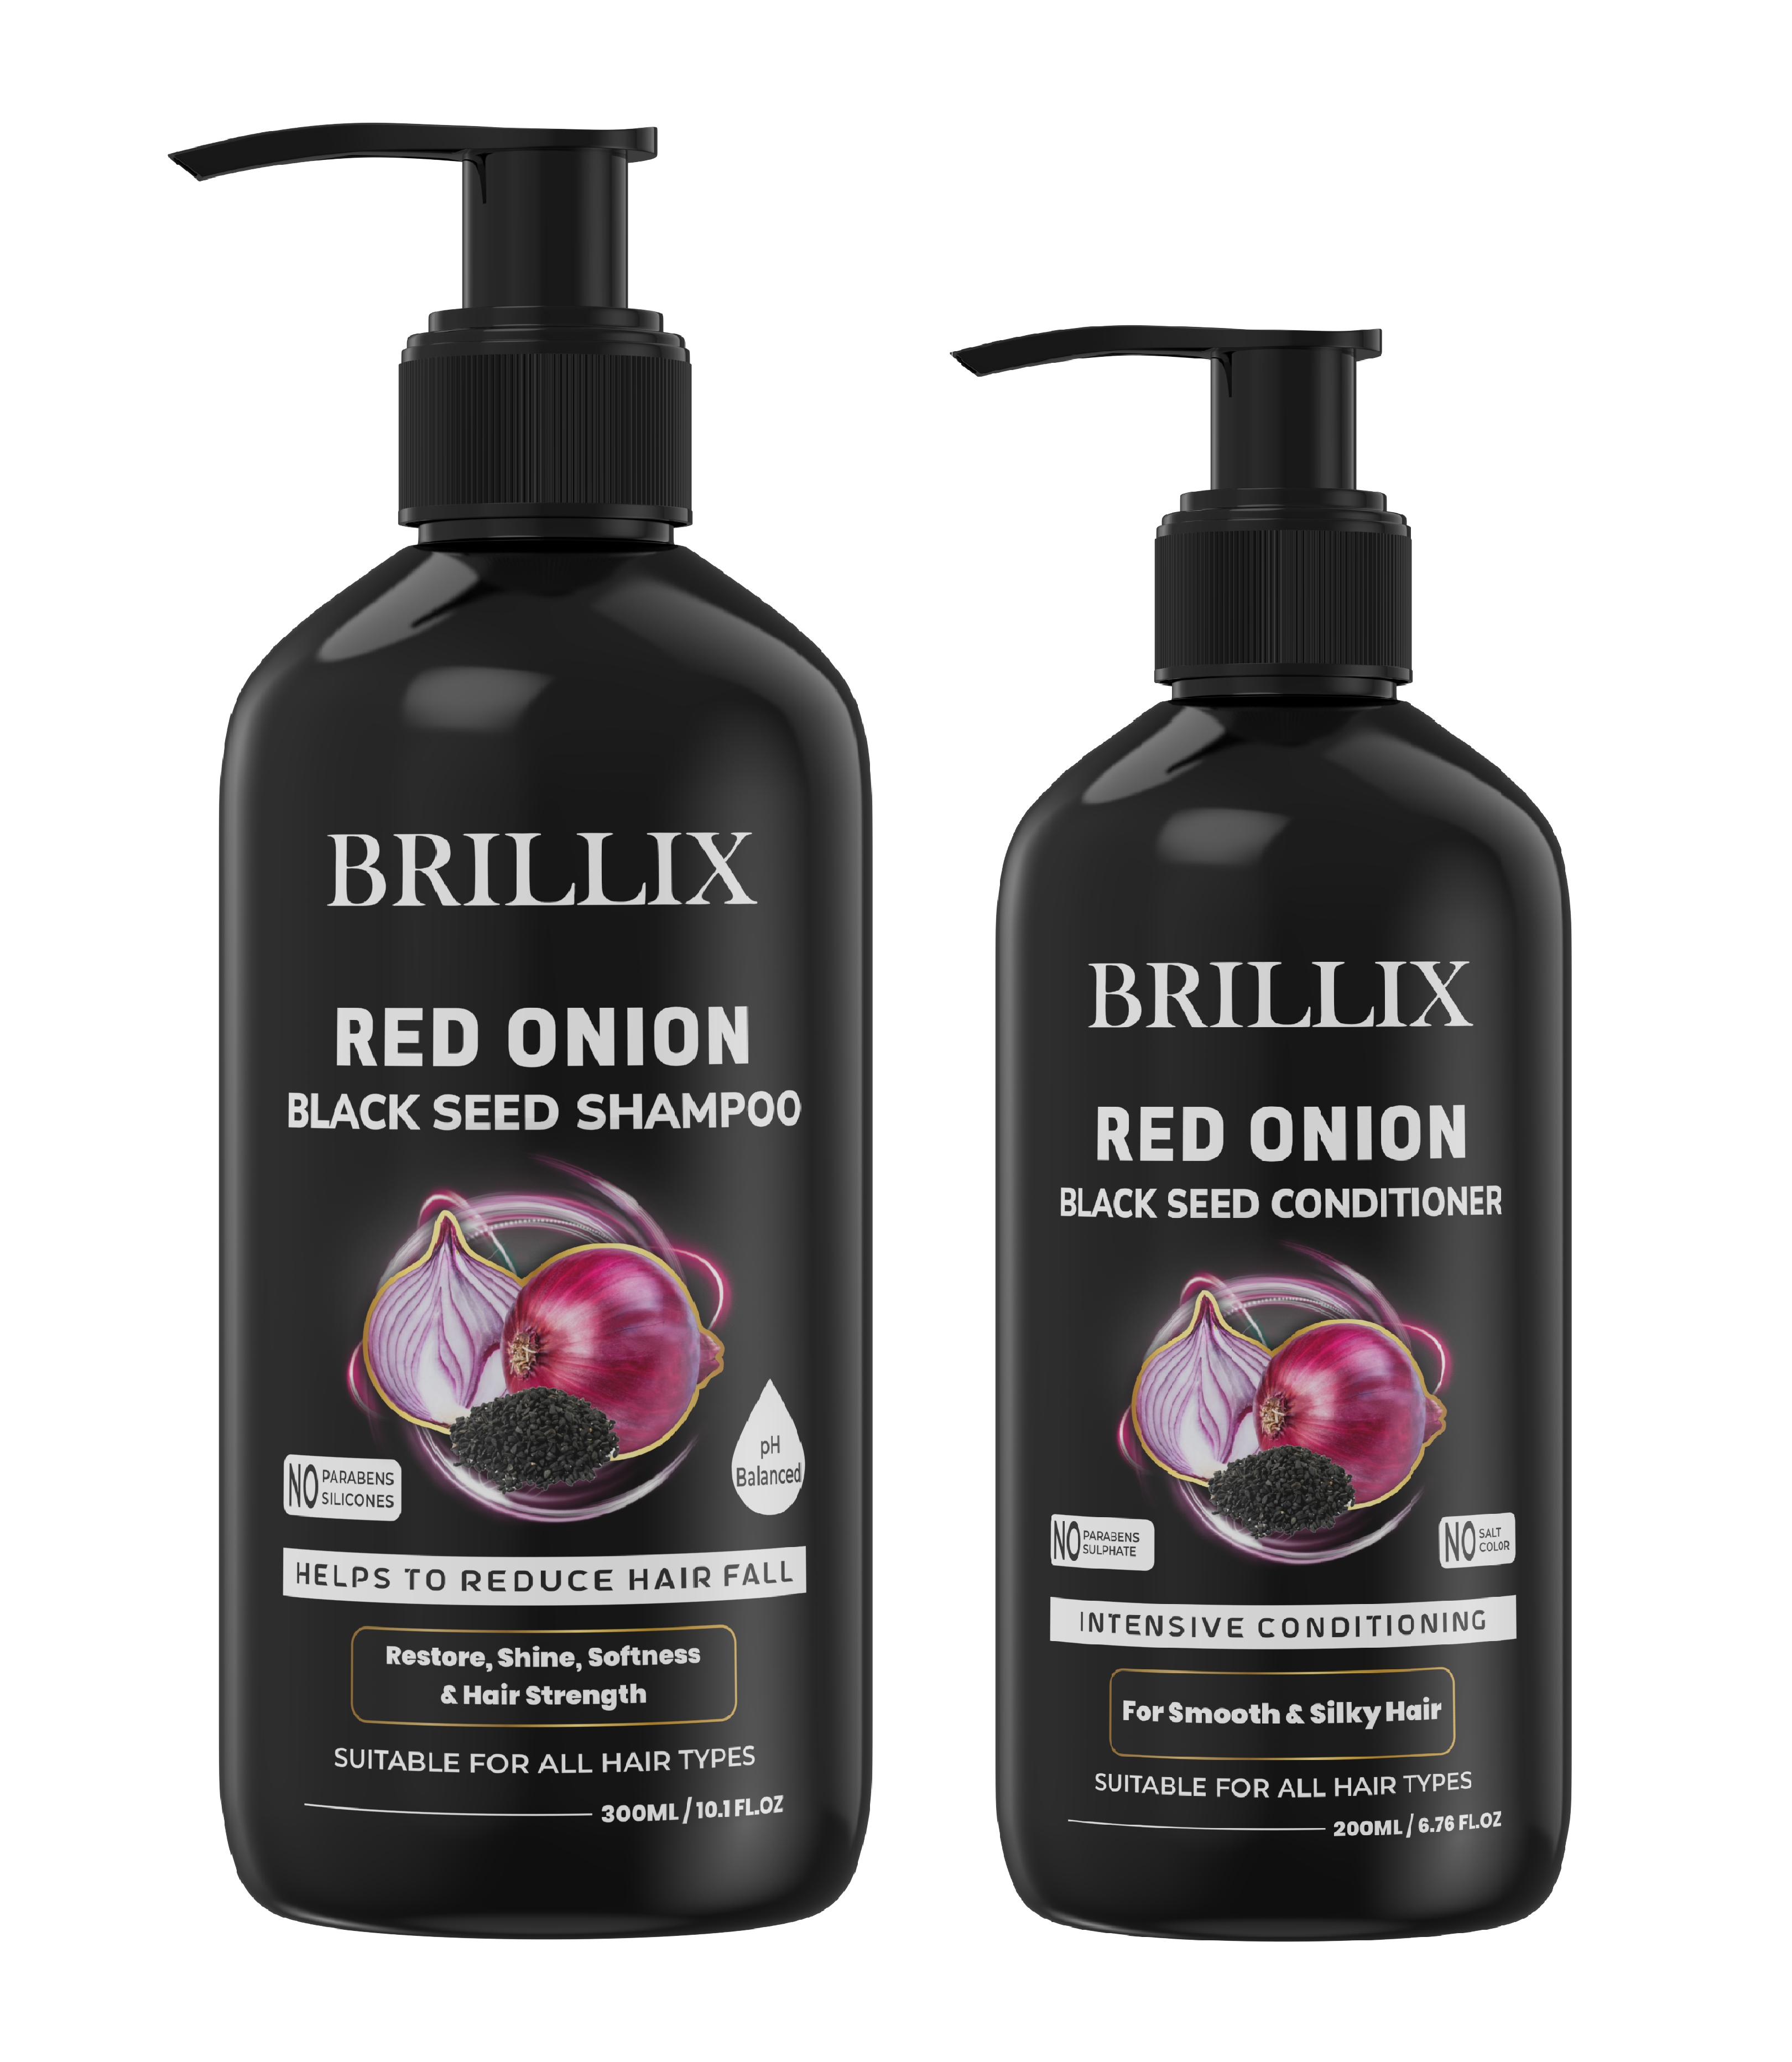 BRILLIX
RED ONION
BLACK SEED SHAMPOO
pH
Balanced
NO PARABENS
SILICONES
HELPS TO REDUCE HAIR FALL
Restore, Shine, Softness
& Hair Strength
SUITABLE FOR ALL HAIR TYPES
300ML / 10.1 FL.OZ
BRILLIX
RED ONION
BLACK SEED CONDITIONER
NO PARABENS
SULPHATE
NO SALT
COLOR
INTENSIVE CONDITIONING
For Smooth & Silky Hair
SUITABLE FOR ALL HAIR TYPES
200ML / 6.76 FL.OZ